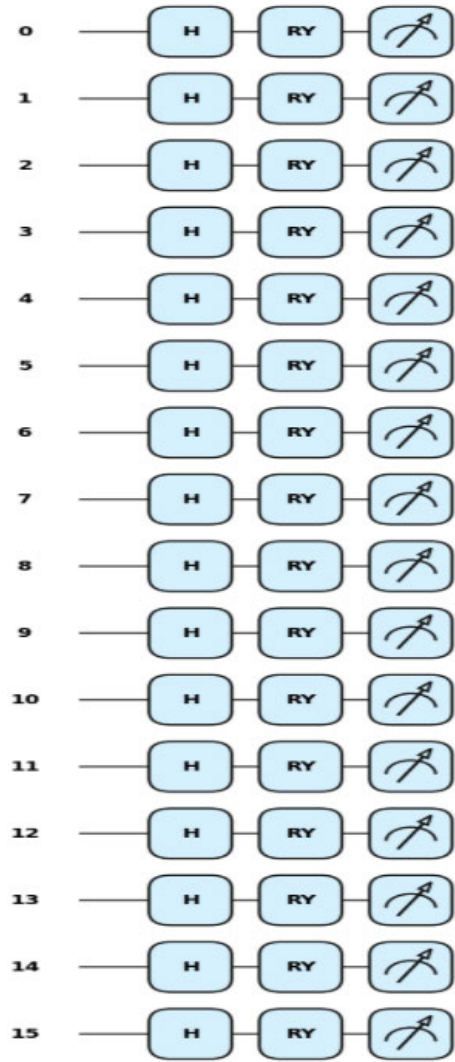 0 H RY
1 H RY
2 H RY
3 H RY
4 H RY
5 H RY
6 H RY
7 H RY
8 H RY
9 H RY
10 H RY
11 H RY
12 H RY
13 H RY
14 H RY
15 H RY